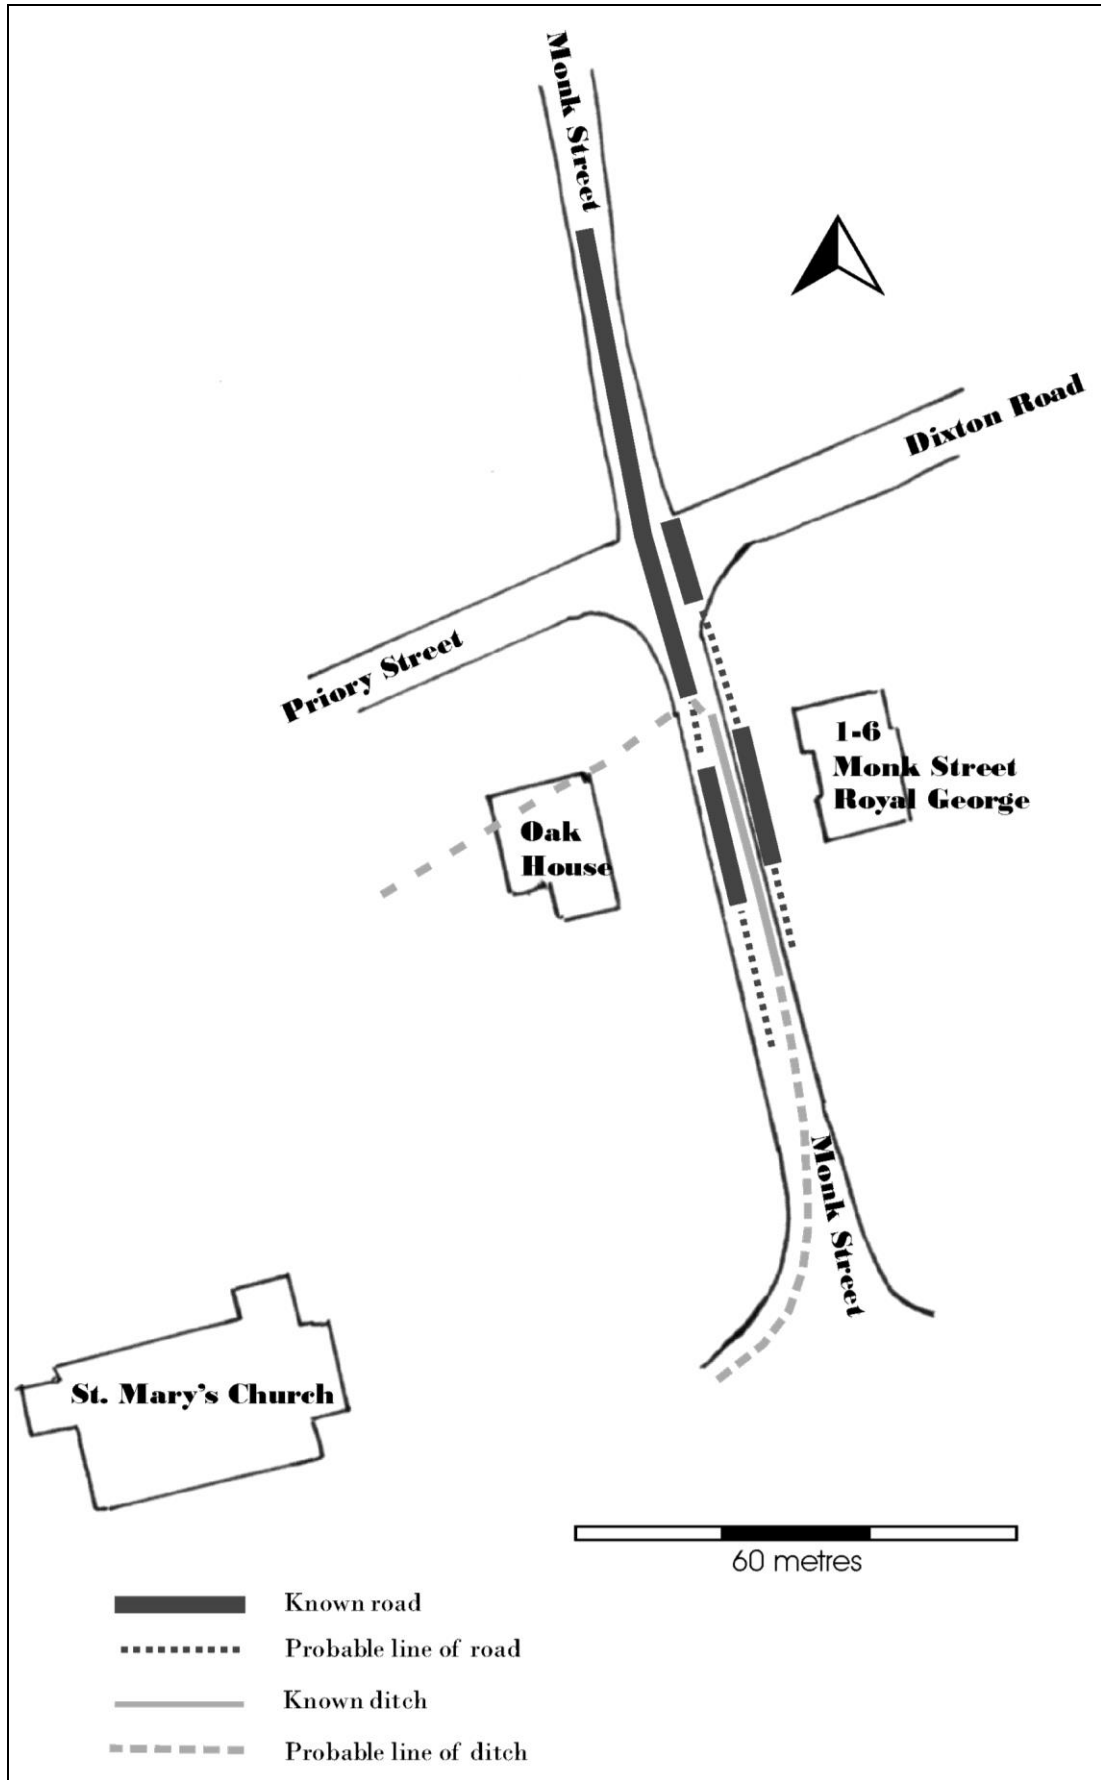 Monk Street
Dixton Road
Priory Street
1-6
Monk Street
Royal George
Oak
House
Monk Street
St. Mary's Church
60 metres
Known road
Probable line of road
Known ditch
Probable line of ditch